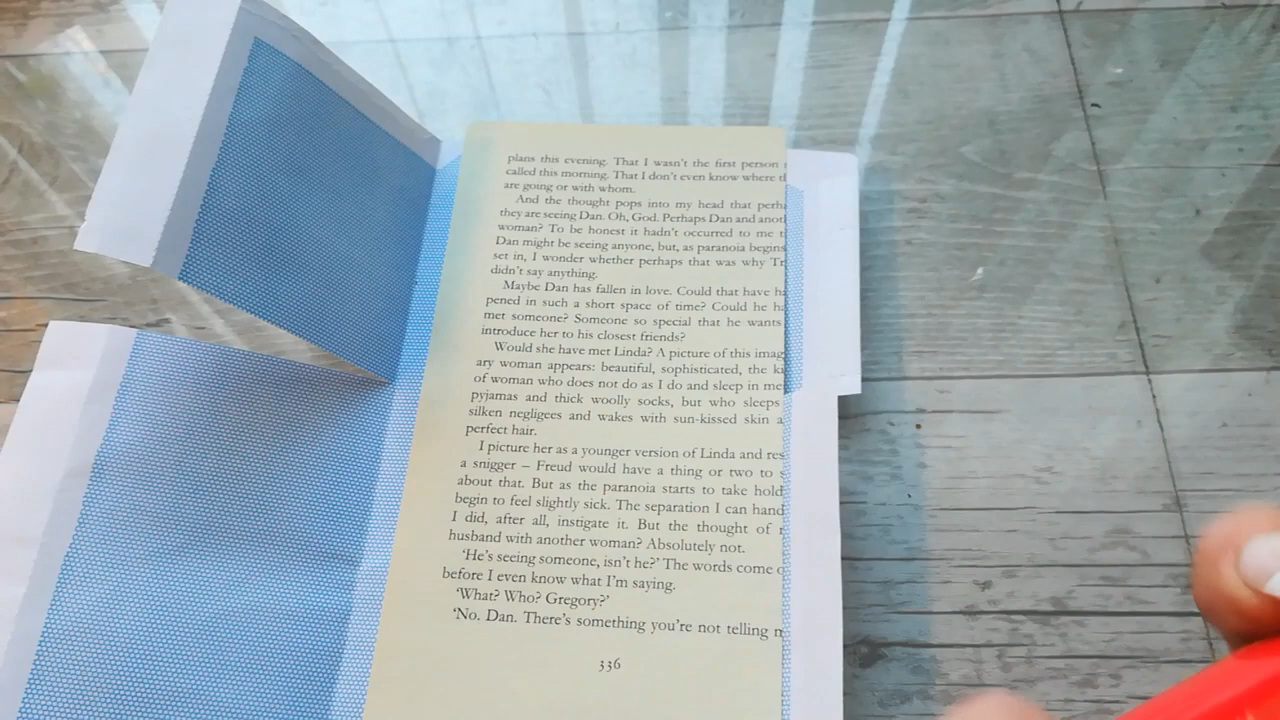 plans this evening. That I wasn't the first person
called this morning. That I don't even know where
are going or with whom.
And the thought pops into my head that
they are seeing Dan. Oh, God. Perhaps Dan and
woman? To be honest it hadn't occurred to me
Dan might be seeing anyone, but, as paranoia begins
set in, I wonder whether perhaps that was why
didn't say anything.
Maybe Dan has fallen in love. Could that have
pened in such a short space of time? Could he
met someone? Someone so special that he wants
introduce her to his closest friends?
Would she have met Linda? A picture of this imag
ary woman appears: beautiful, sophisticated, the
of woman who does not do as I do and sleep in
pyjamas and thick woolly socks, but who sleeps
silken negligees and wakes with sun-kissed skin
perfect hair.
I picture her as a younger version of Linda and
a snigger – Freud would have a thing or two to
about that. But as the paranoia starts to take hold
begin to feel slightly sick. The separation I can
I did, after all, instigate it. But the thought of
husband with another woman? Absolutely not.
'He's seeing someone, isn't he?' The words come
before I even know what I'm saying.
'What? Who? Gregory?'
'No. Dan. There's something you're not telling
336